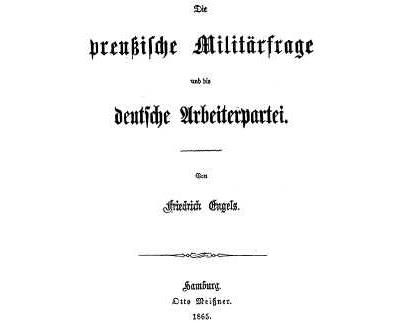 Die
preußische Militärfrage
und die
deutsche Arbeiterpartei.
Von
Friedrich Engels.
Hamburg.
Otto Meißner.
1865.